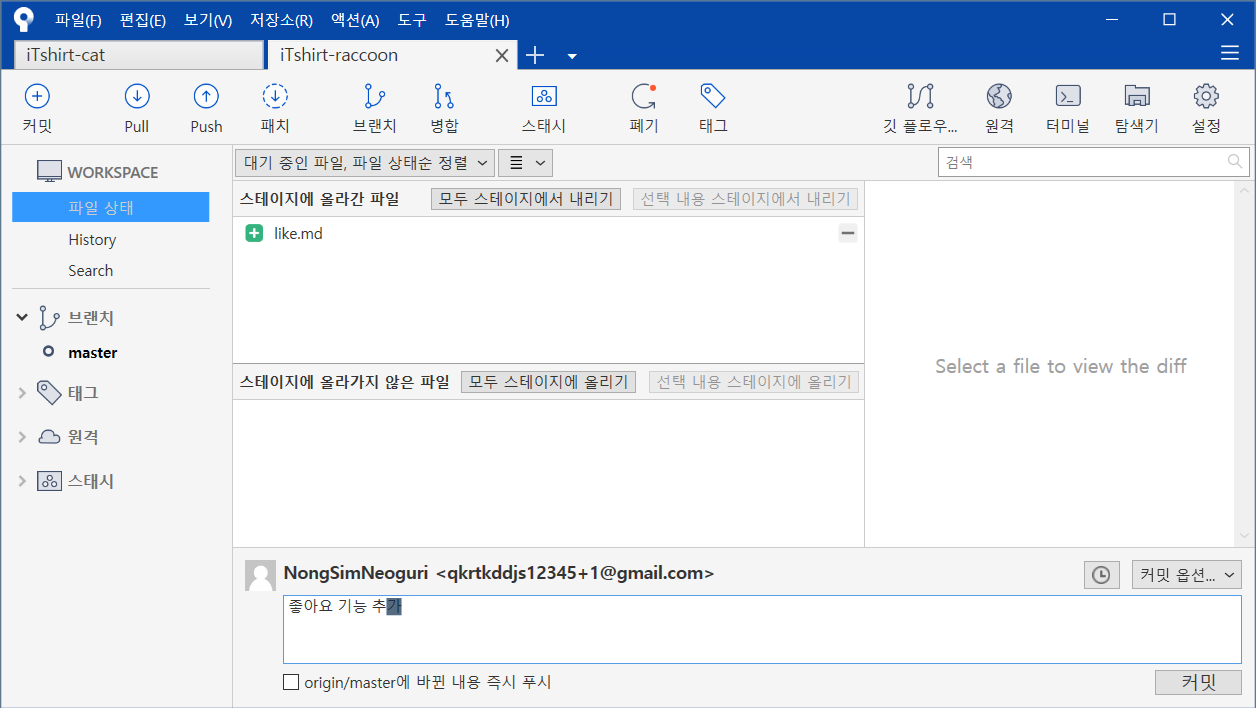 파일(F) 편집(E) 보기(V) 저장소(R) 액션(A) 도구 도움말(H)
iTshirt-cat iTshirt-raccoon
커밋 Pull Push 패치 브랜치 병합 스태시 폐기 태그 깃 플로우... 원격 터미널 탐색기 설정
WORKSPACE
파일 상태
History
Search
브랜치
master
태그
원격
스태시
대기 중인 파일, 파일 상태순 정렬
검색
스테이지에 올라간 파일 모두 스테이지에서 내리기 선택 내용 스테이지에서 내리기
like.md
스테이지에 올라가지 않은 파일 모두 스테이지에 올리기 선택 내용 스테이지에 올리기
Select a file to view the diff
NongSimNeoguri <qkrtkddjs12345+1@gmail.com>
커밋 옵션...
좋아요 기능 추가
origin/master에 바뀐 내용 즉시 푸시
커밋